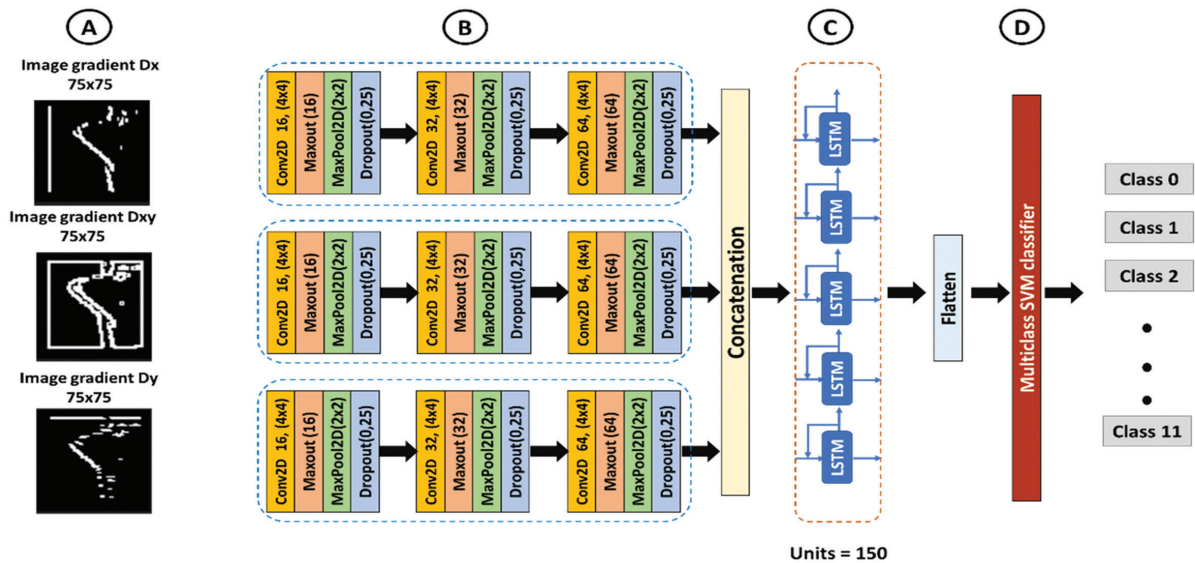 A
B
C
D
Image gradient Dx
75x75
Image gradient Dxy
75x75
Image gradient Dy
75x75
Conv2D 16, (4x4)
Maxout (16)
MaxPool2D(2x2)
Dropout(0,25)
Conv2D 32, (4x4)
Maxout (32)
MaxPool2D(2x2)
Dropout(0,25)
Conv2D 64, (4x4)
Maxout (64)
MaxPool2D(2x2)
Dropout(0,25)
Conv2D 16, (4x4)
Maxout (16)
MaxPool2D(2x2)
Dropout(0,25)
Conv2D 32, (4x4)
Maxout (32)
MaxPool2D(2x2)
Dropout(0,25)
Conv2D 64, (4x4)
Maxout (64)
MaxPool2D(2x2)
Dropout(0,25)
Conv2D 16, (4x4)
Maxout (16)
MaxPool2D(2x2)
Dropout(0,25)
Conv2D 32, (4x4)
Maxout (32)
MaxPool2D(2x2)
Dropout(0,25)
Conv2D 64, (4x4)
Maxout (64)
MaxPool2D(2x2)
Dropout(0,25)
Concatenation
LSTM
LSTM
LSTM
LSTM
LSTM
Units = 150
Flatten
Multiclass SVM classifier
Class 0
Class 1
Class 2
Class 11